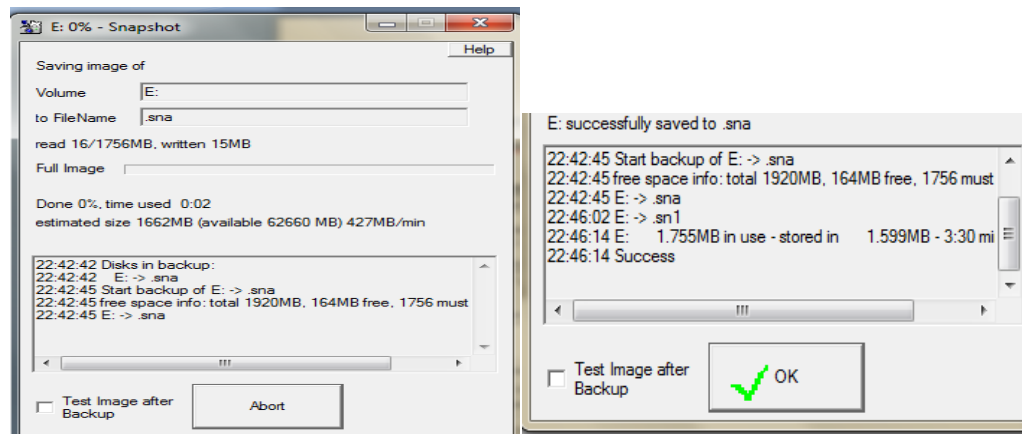 E: 0% - Snapshot
Help
Saving image of
Volume E:
to FileName .sna
read 16/1756MB, written 15MB
Full Image
Done 0%, time used 0:02
estimated size 1662MB (available 62660 MB) 427MB/min
22:42:42 Disks in backup:
22:42:42 E: -> .sna
22:42:45 Start backup of E: -> .sna
22:42:45 free space info: total 1920MB, 164MB free, 1756 must
22:42:45 E: -> .sna
Test Image after
Backup
Abort
E: successfully saved to .sna
22:42:45 Start backup of E: -> .sna
22:42:45 free space info: total 1920MB, 164MB free, 1756 must
22:42:45 E: -> .sna
22:46:02 E: -> .sn1
22:46:14 E: 1.755MB in use - stored in 1.599MB - 3:30 mi
22:46:14 Success
Test Image after
Backup
OK